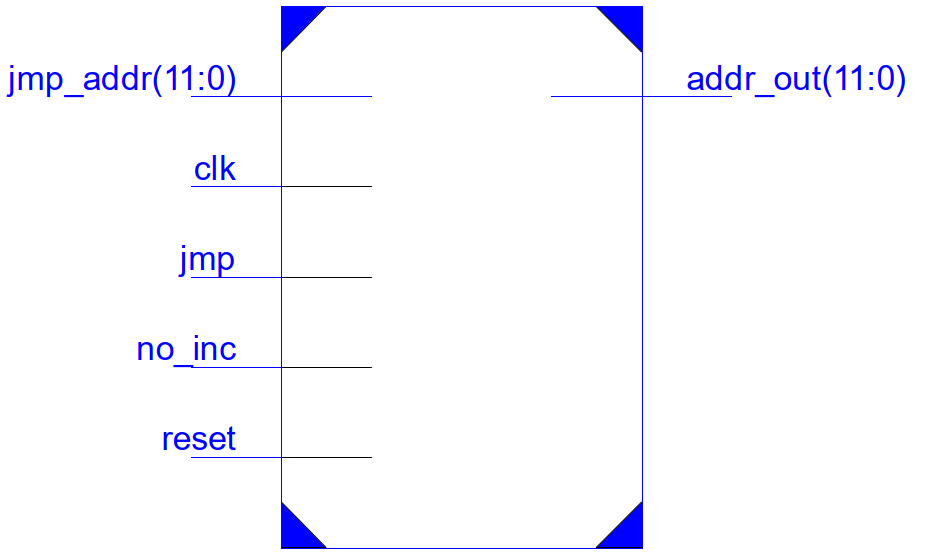 jmp_addr(11:0)
addr_out(11:0)
clk
jmp
no_inc
reset